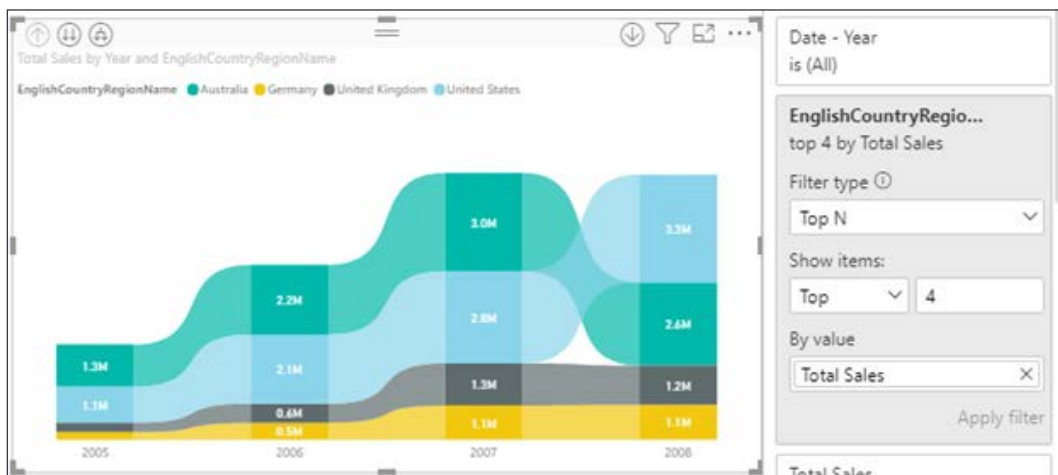 Total Sales by Year and EnglishCountryRegionName
EnglishCountryRegionName Australia Germany United Kingdom United States
3.0M
3.3M
2.2M
2.8M
2.6M
1.3M
2.1M
1.3M
1.2M
1.1M
0.6M
0.5M
1.1M
1.1M
2005 2006 2007 2008
Date - Year
is (All)
EnglishCountryRegio...
top 4 by Total Sales
Filter type
Top N
Show items:
Top 4
By value
Total Sales
Apply filter
Total Sales